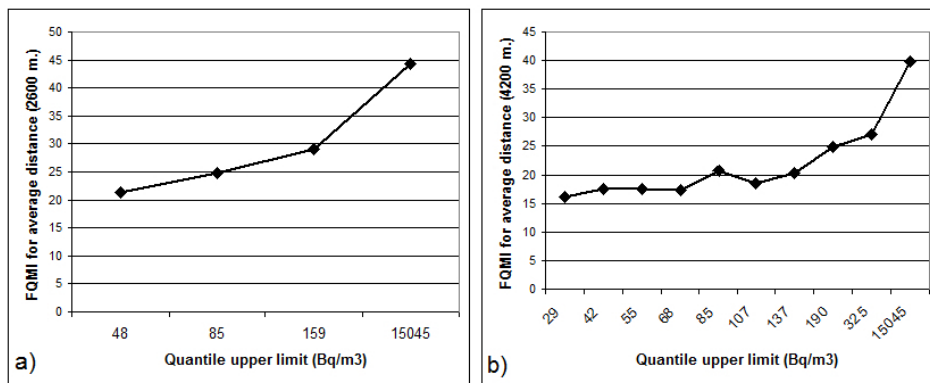 FQMI for average distance (2600 m.)
50
45
40
35
30
25
20
15
10
5
0
48 85 159 15045
Quantile upper limit (Bq/m3)
a)
FQMI for average distance (4200 m.)
45
40
35
30
25
20
15
10
5
0
29 42 55 68 85 107 137 190 325 15045
Quantile upper limit (Bq/m3)
b)